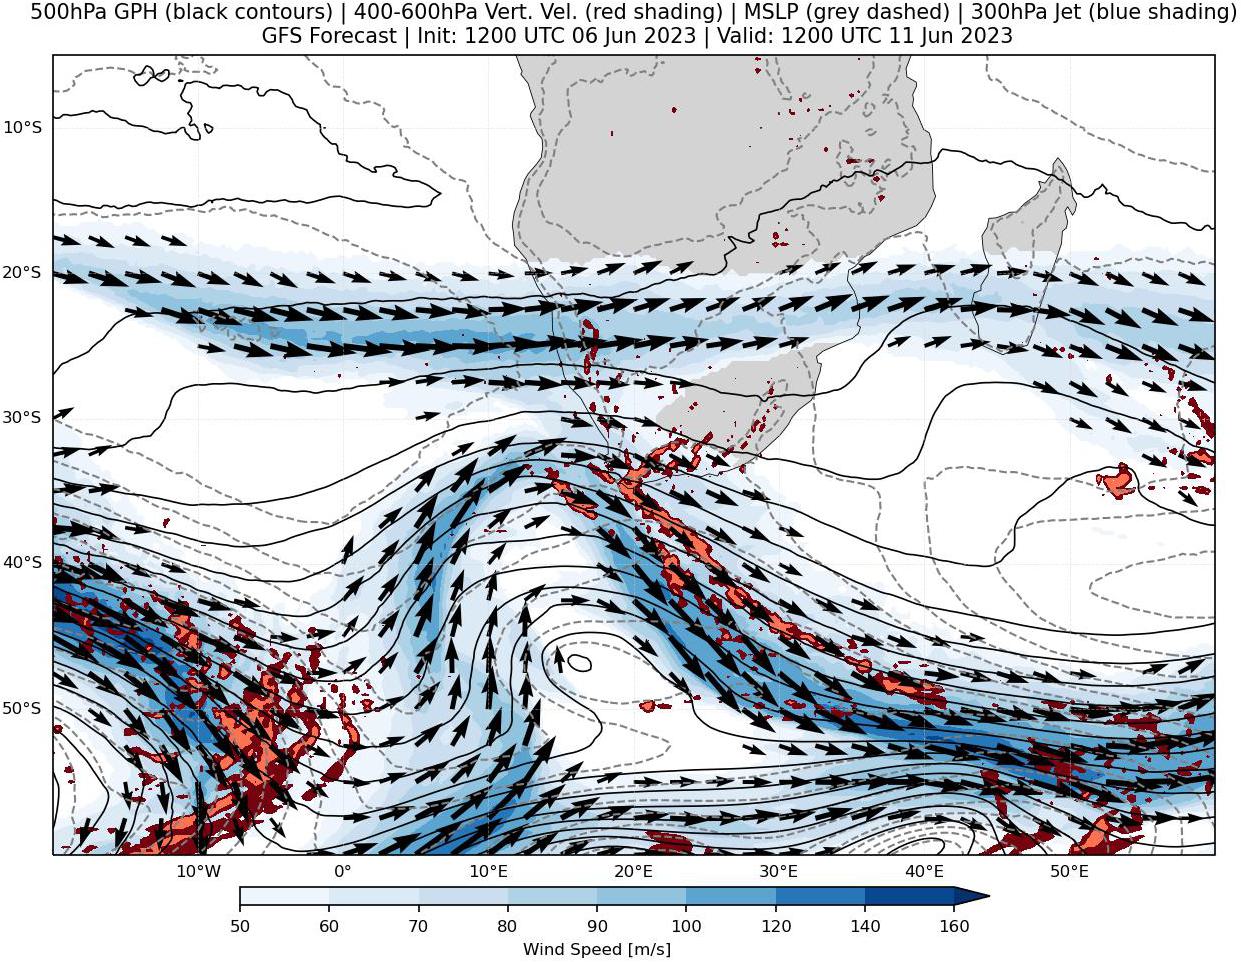 500hPa GPH (black contours) | 400-600hPa Vert. Vel. (red shading) | MSLP (grey dashed) | 300hPa Jet (blue shading)
GFS Forecast | Init: 1200 UTC 06 Jun 2023 | Valid: 1200 UTC 11 Jun 2023
10°S
20°S
30°S
40°S
50°S
10°W 0° 10°E 20°E 30°E 40°E 50°E
50 60 70 80 90 100 120 140 160
Wind Speed [m/s]